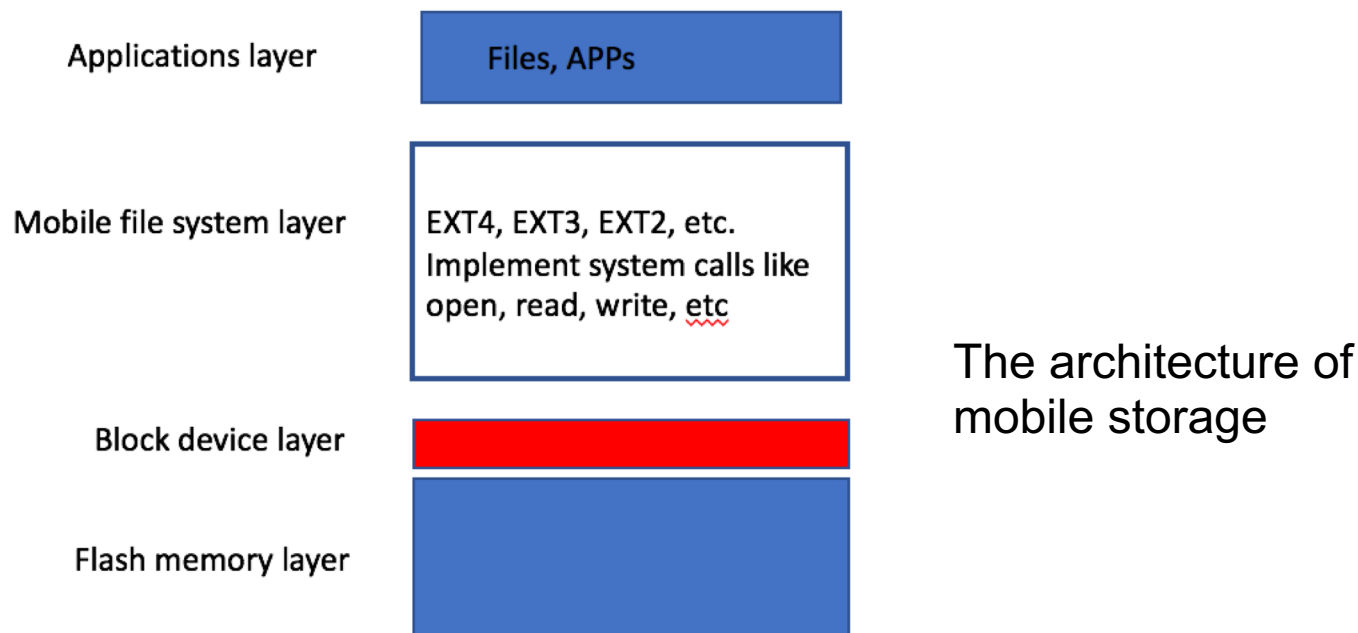 Applications layer
Files, APPs
Mobile file system layer
EXT4, EXT3, EXT2, etc.
Implement system calls like
open, read, write, etc
The architecture of
mobile storage
Block device layer
Flash memory layer